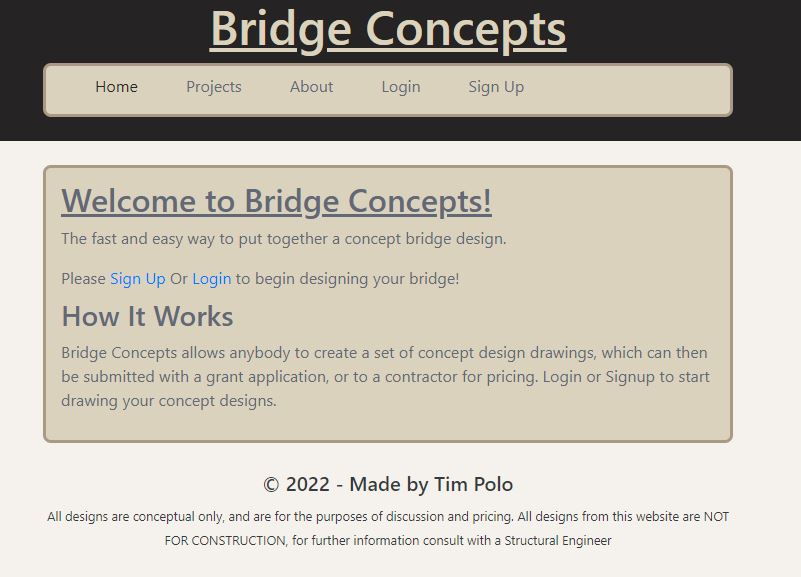 Bridge Concepts
Home Projects About Login Sign Up
Welcome to Bridge Concepts!
The fast and easy way to put together a concept bridge design.
Please Sign Up Or Login to begin designing your bridge!
How It Works
Bridge Concepts allows anybody to create a set of concept design drawings, which can then
be submitted with a grant application, or to a contractor for pricing. Login or Signup to start
drawing your concept designs.
© 2022 - Made by Tim Polo
All designs are conceptual only, and are for the purposes of discussion and pricing. All designs from this website are NOT
FOR CONSTRUCTION, for further information consult with a Structural Engineer